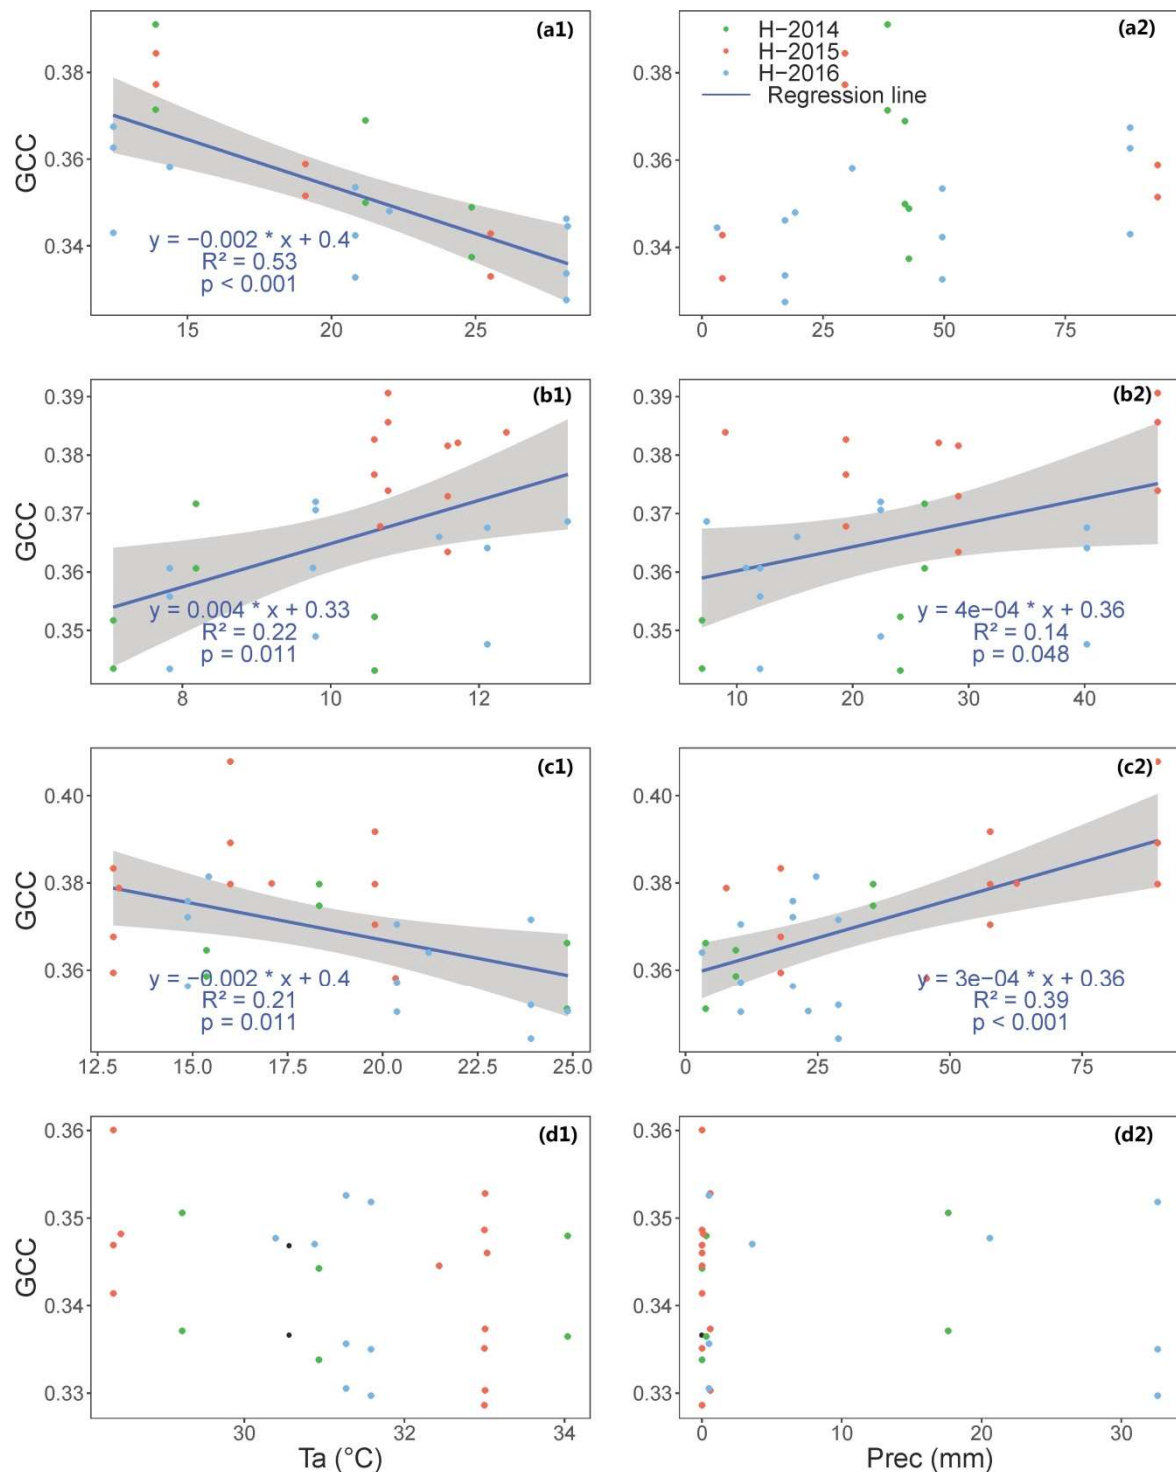 (a1)
GCC
0.38
0.36
0.34
y = −0.002 * x + 0.4
R² = 0.53
p < 0.001
15
20
25
(a2)
H−2014
H−2015
H−2016
Regression line
GCC
0.38
0.36
0.34
0
25
50
75
(b1)
GCC
0.39
0.38
0.37
0.36
0.35
y = 0.004 * x + 0.33
R² = 0.22
p = 0.011
8
10
12
(b2)
GCC
0.39
0.38
0.37
0.36
0.35
y = 4e−04 * x + 0.36
R² = 0.14
p = 0.048
10
20
30
40
(c1)
GCC
0.40
0.38
0.36
y = −0.002 * x + 0.4
R² = 0.21
p = 0.011
12.5
15.0
17.5
20.0
22.5
25.0
(c2)
GCC
0.40
0.38
0.36
y = 3e−04 * x + 0.36
R² = 0.39
p < 0.001
0
25
50
75
(d1)
GCC
0.36
0.35
0.34
0.33
30
32
34
Ta (°C)
(d2)
GCC
0.36
0.35
0.34
0.33
0
10
20
30
Prec (mm)